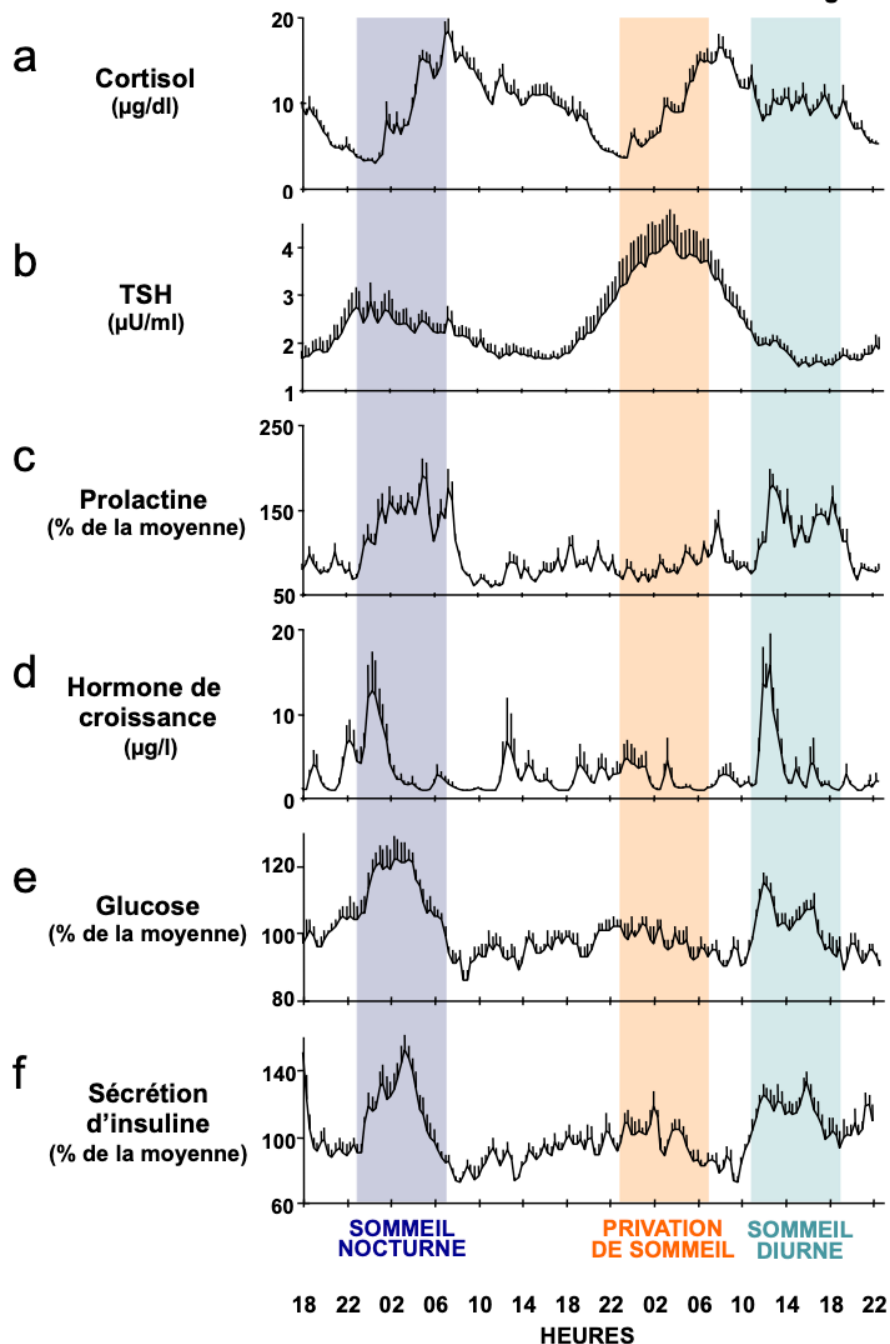 g
20
a
Cortisol
(µg/dl)
10
0
b
TSH
(µU/ml)
4
3
2
1
c
Prolactine
(% de la moyenne)
250
150
50
d
Hormone de
croissance
(µg/l)
20
10
0
e
Glucose
(% de la moyenne)
120
100
80
f
Sécrétion
d’insuline
(% de la moyenne)
140
100
60
SOMMEIL
NOCTURNE
PRIVATION
DE SOMMEIL
SOMMEIL
DIURNE
18 22 02 06 10 14 18 22 02 06 10 14 18 22
HEURES